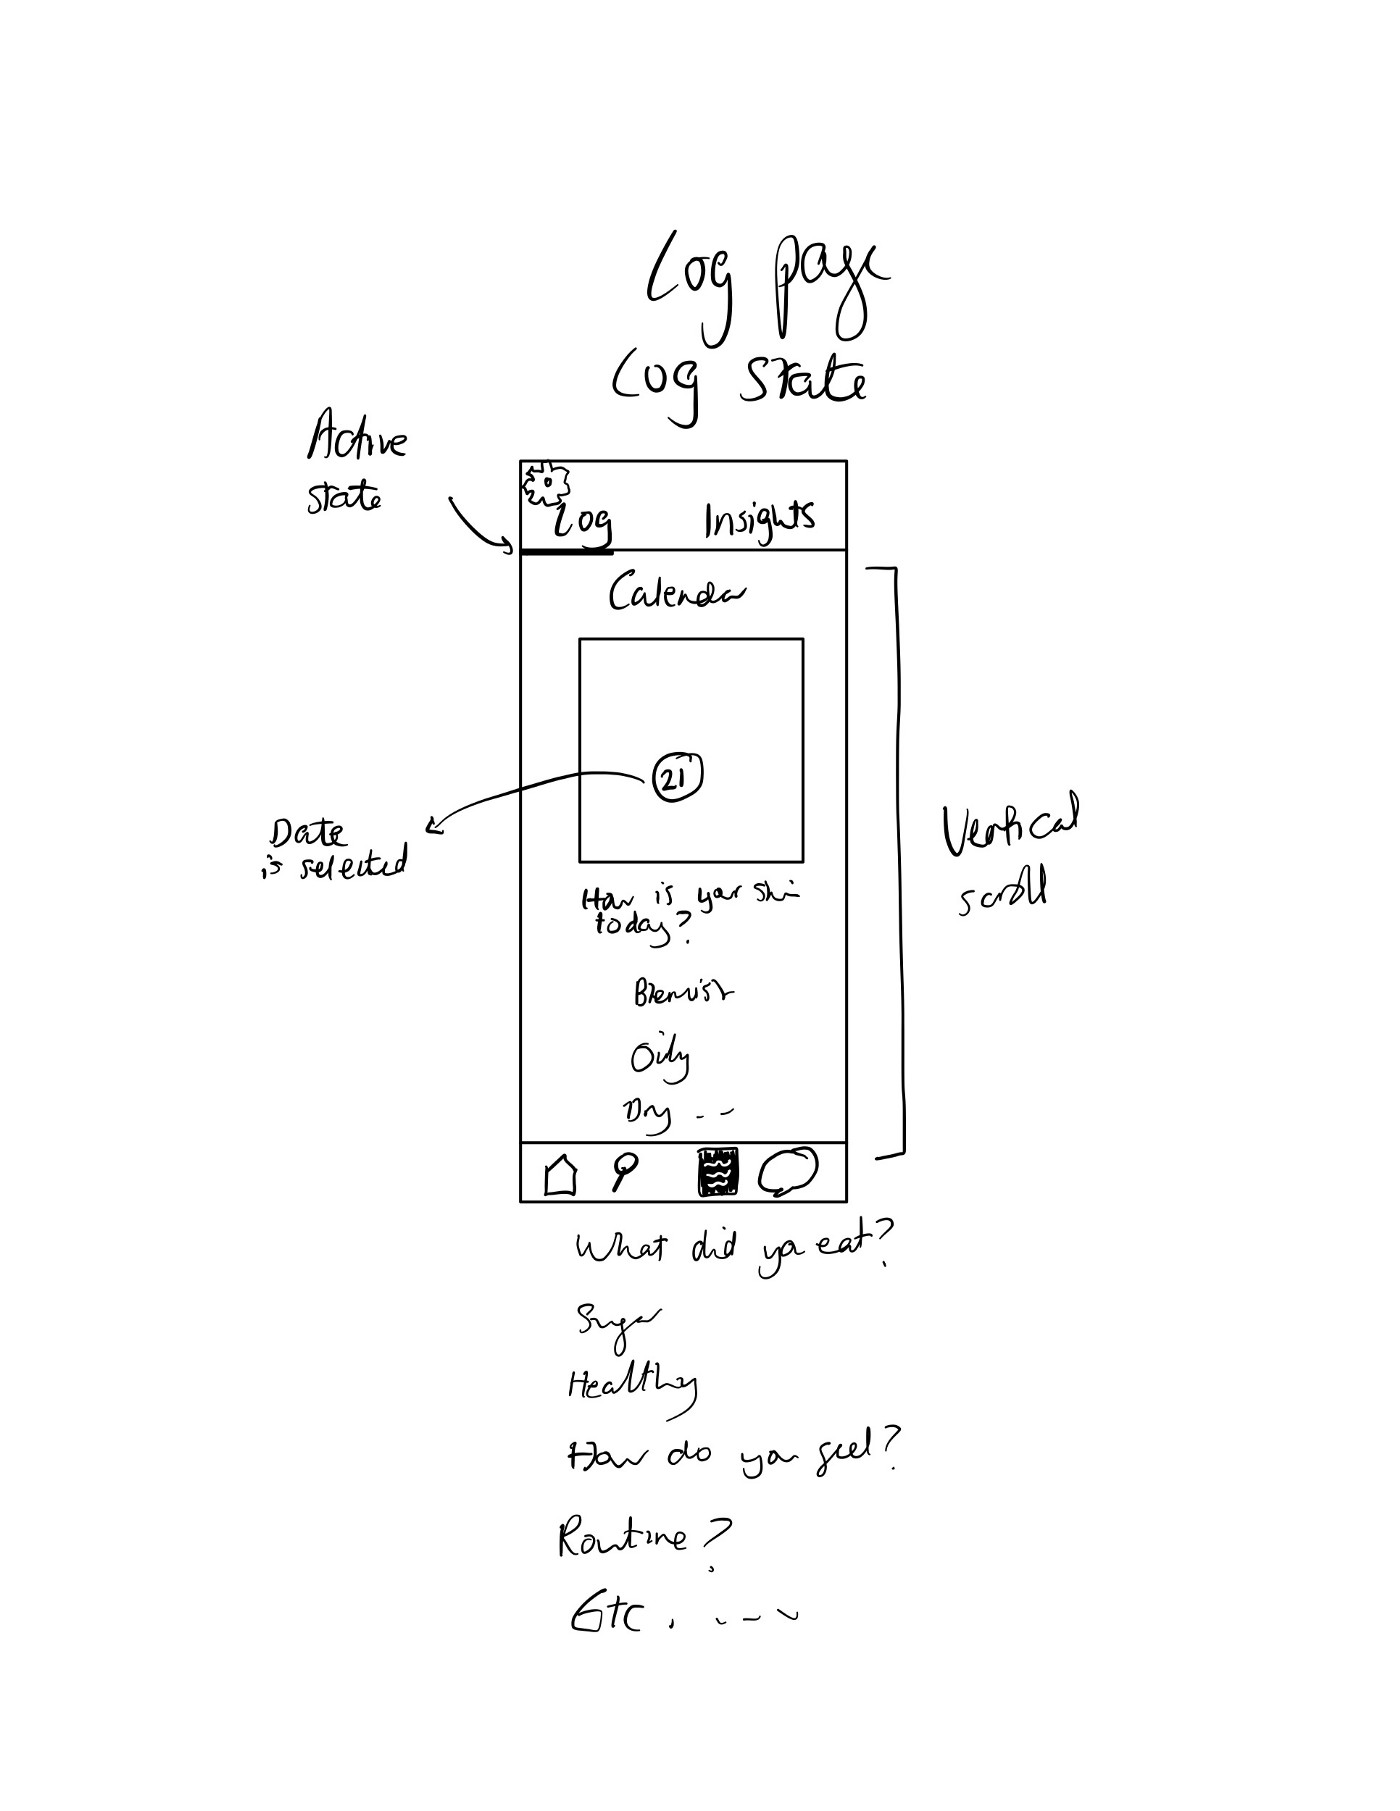 Log page
Log state
Active
state
Log Insights
Calendar
21
Date
is selected
How is your skin
today?
Vertical
scroll
Blemish
Oily
Dry - -
What did you eat?
Sugar
Healthy
How do you feel?
Routine?
Etc. - - -